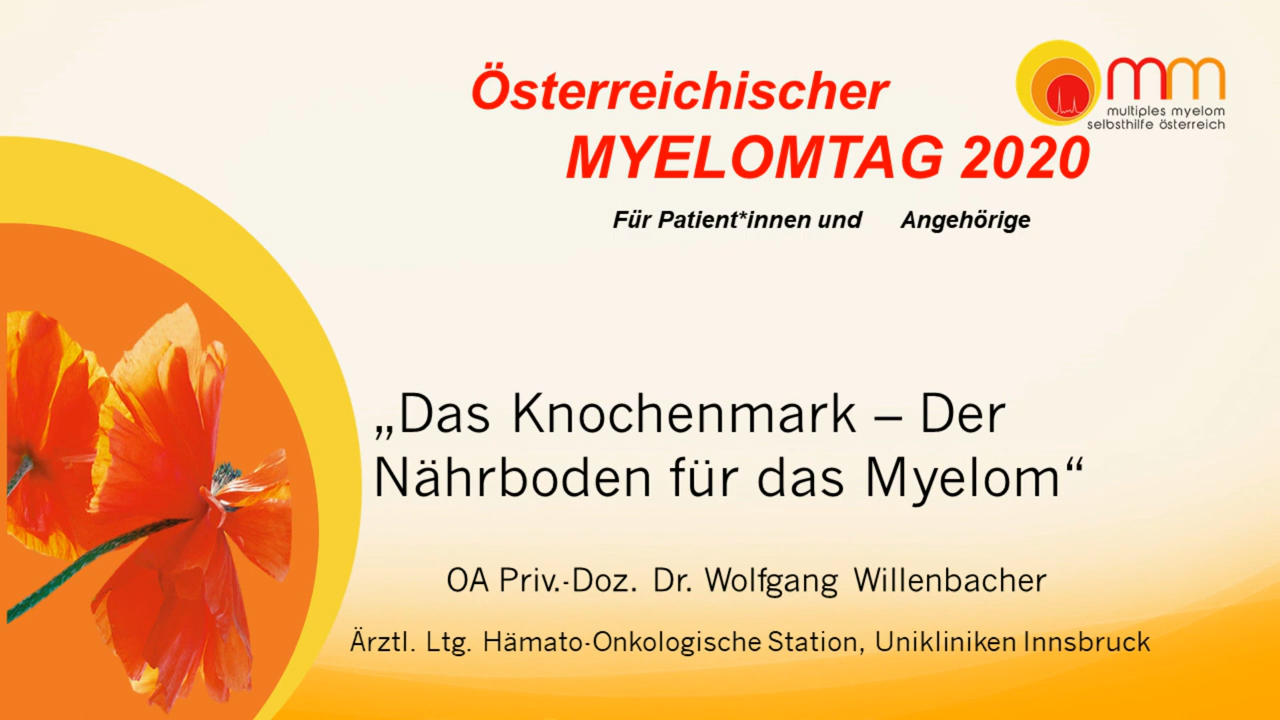 Österreichischer
MYELOMTAG 2020
Für Patient*innen und Angehörige
mm
multiples myelom
selbsthilfe österreich
„Das Knochenmark – Der
Nährboden für das Myelom“
OA Priv.-Doz. Dr. Wolfgang Willenbacher
Ärztl. Ltg. Hämato-Onkologische Station, Unikliniken Innsbruck